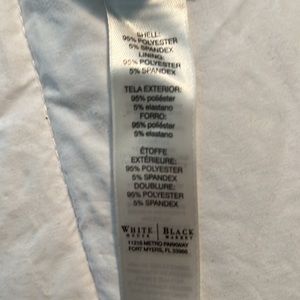 SHELL:
95% POLYESTER
5% SPANDEX
LINING:
95% POLYESTER
5% SPANDEX
TELA EXTERIOR:
95% poliéster
5% elastano
FORRO:
95% poliéster
5% elastano
ÉTOFFE
EXTÉRIEURE:
95% POLYESTER
5% SPANDEX
DOUBLURE:
95% POLYESTER
5% SPANDEX
WHITE BLACK
HOUSE MARKET
11215 METRO PARKWAY
FORT MYERS, FL 33966